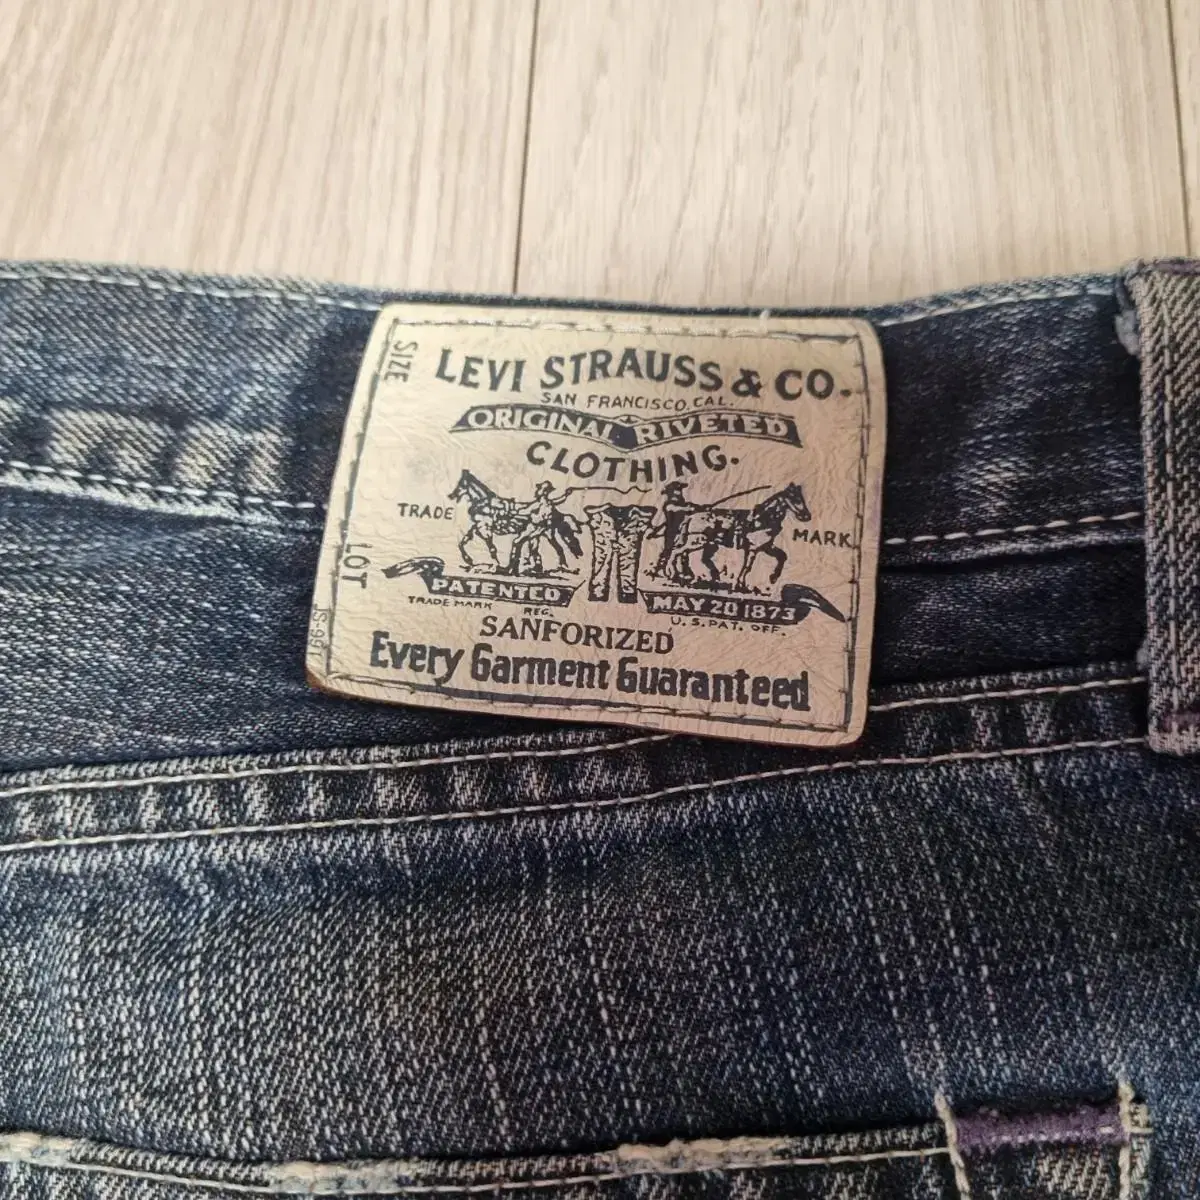 SIZE
LEVI STRAUSS & CO.
SAN FRANCISCO, CAL.
ORIGINAL RIVETED
CLOTHING.
TRADE MARK
LOT
PATENTED MAY 20 1873
TRADE MARK REG. U.S. PAT. OFF.
SANFORIZED
Every Garment Guaranteed